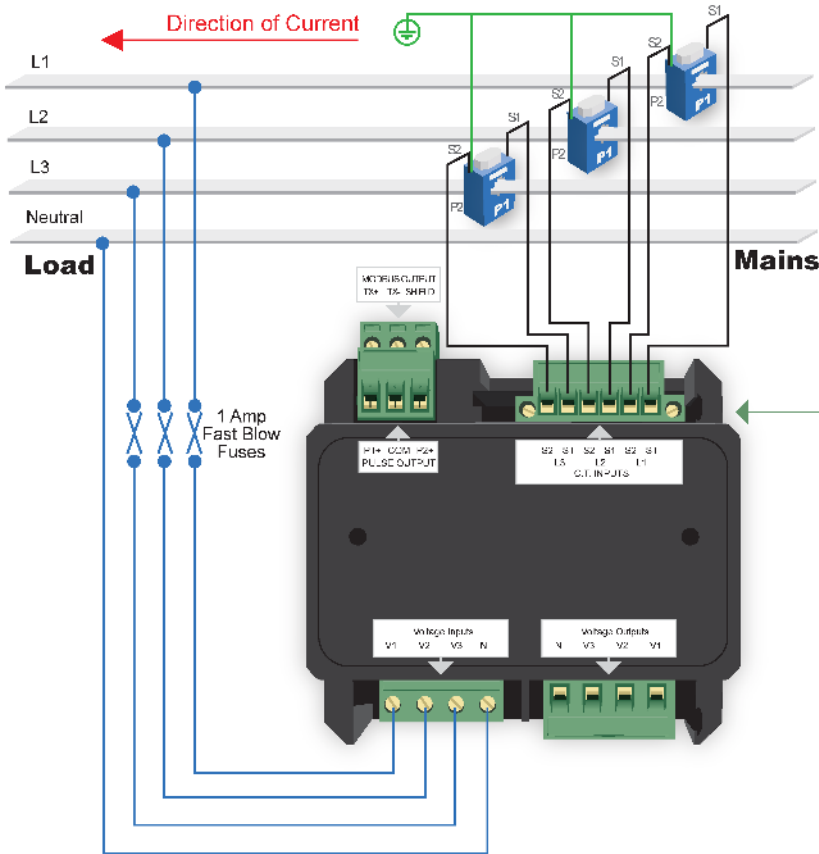 Direction of Current
S1
S2
P2
P1
S1
S2
P2
P1
S1
S2
P2
P1
L1
L2
L3
Neutral
Load
Mains
MODBUS OUTPUT
TX+ TX- SHIELD
1 Amp
Fast Blow
Fuses
P1+ COM P2+
PULSE OUTPUT
S2 S1 S2 S1 S2 S1
L3 L2 L1
C.T. INPUTS
Voltage Inputs
V1 V2 V3 N
Voltage Outputs
N V3 V2 V1